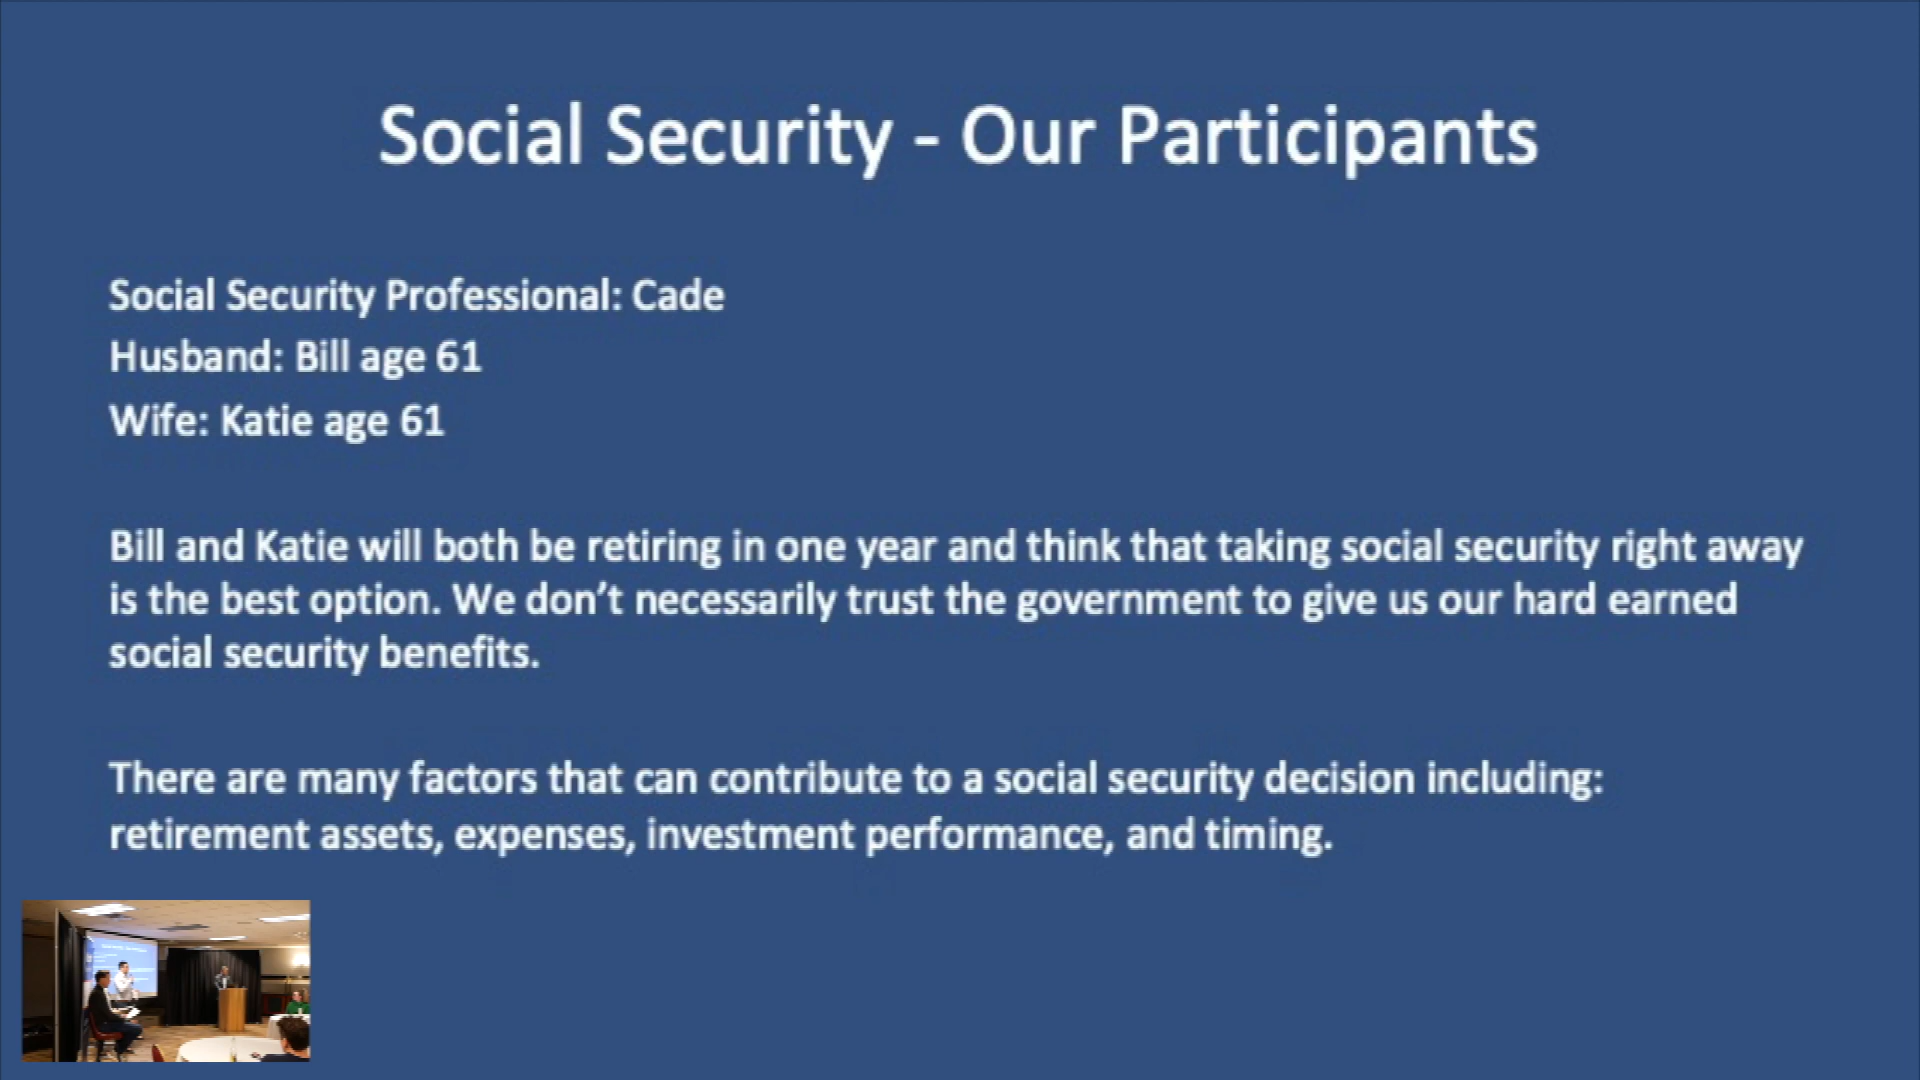 Social Security - Our Participants
Social Security Professional: Cade
Husband: Bill age 61
Wife: Katie age 61
Bill and Katie will both be retiring in one year and think that taking social security right away
is the best option. We don’t necessarily trust the government to give us our hard earned
social security benefits.
There are many factors that can contribute to a social security decision including:
retirement assets, expenses, investment performance, and timing.